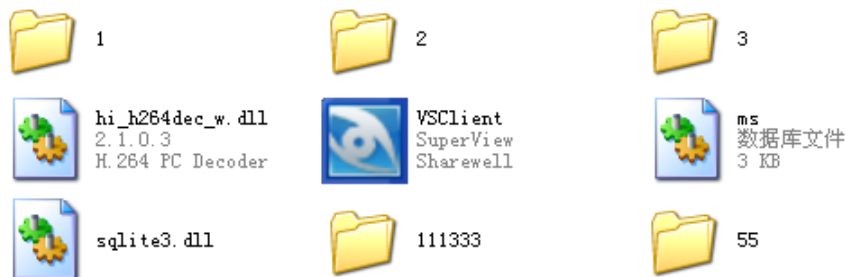 1
2
3
hi_h264dec_w.dll
2.1.0.3
H.264 PC Decoder
VSClient
SuperView
Sharewell
ms
数据库文件
3 KB
sqlite3.dll
111333
55